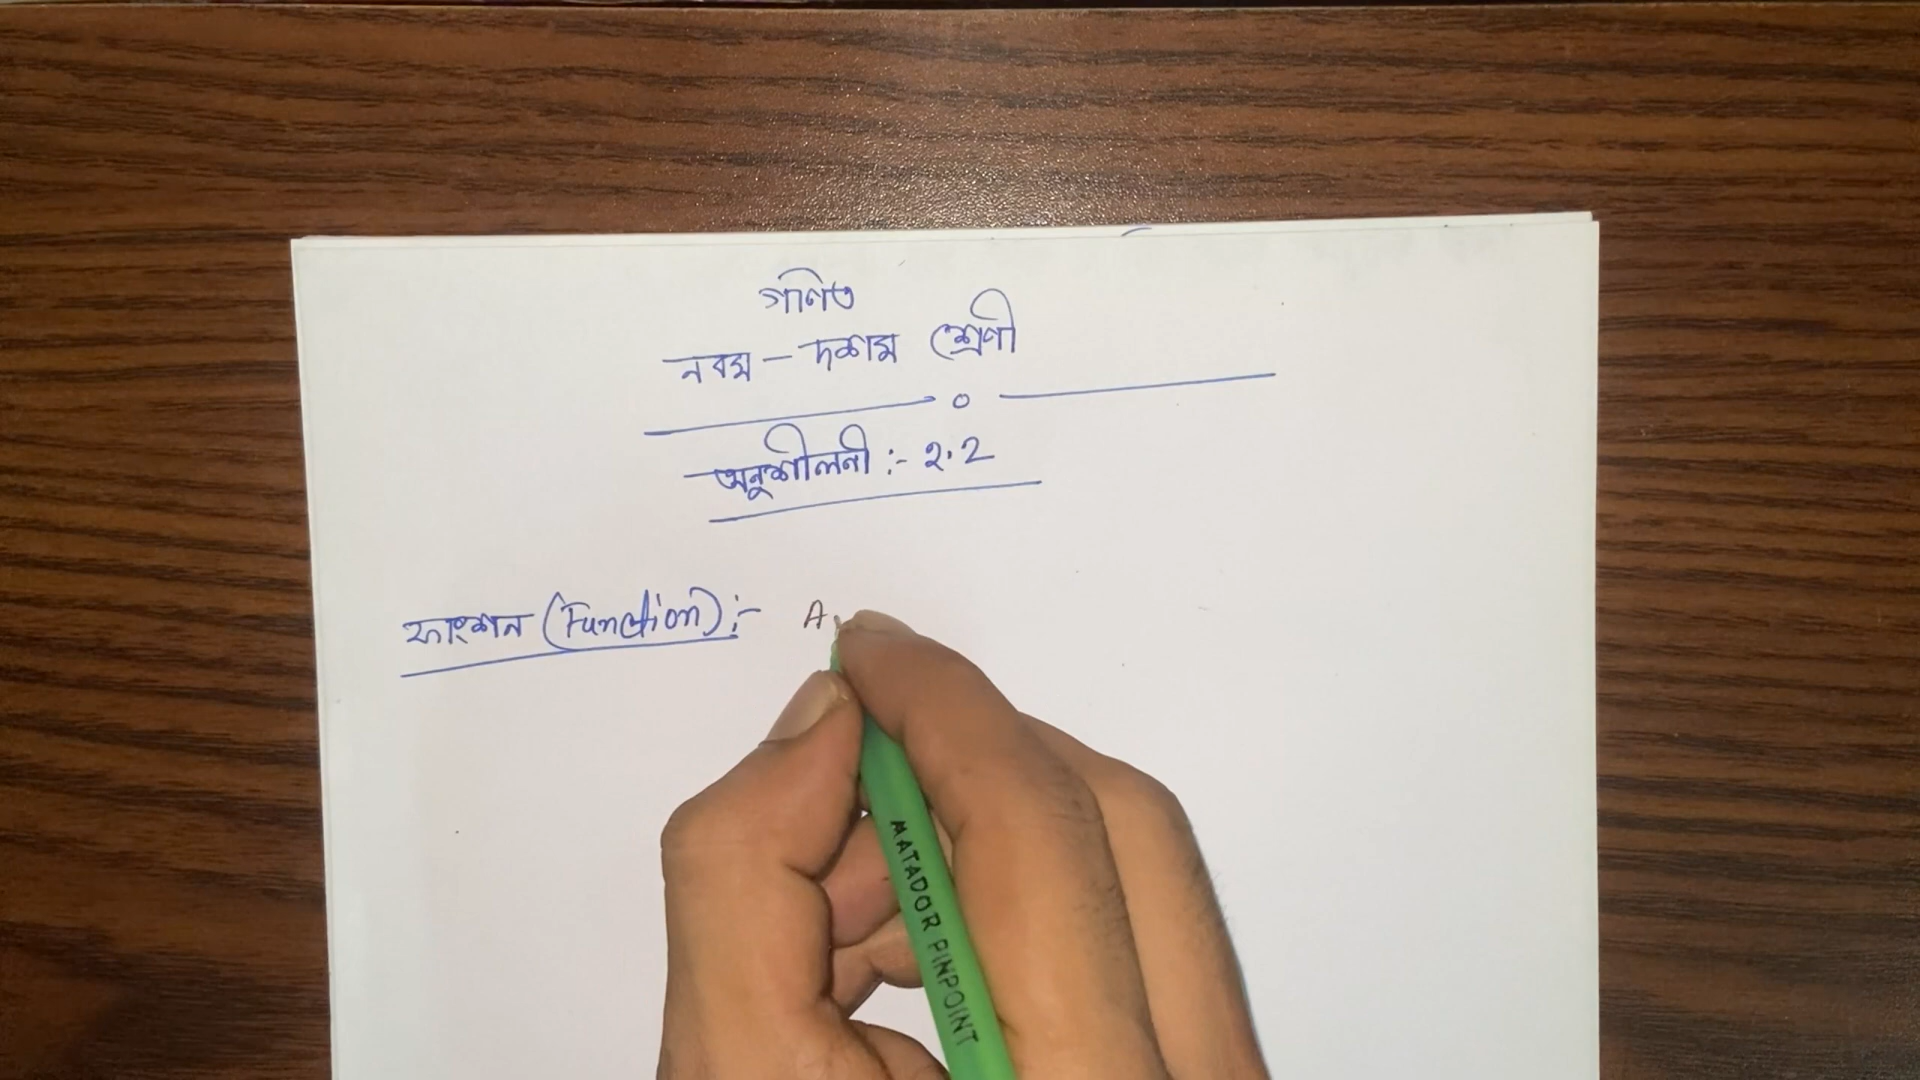 গণিত
নবম - দশম শ্রেণী
অনুশীলনী :- ২.2
ফাংশন (Function) :- A
MATADOR PINPOINT